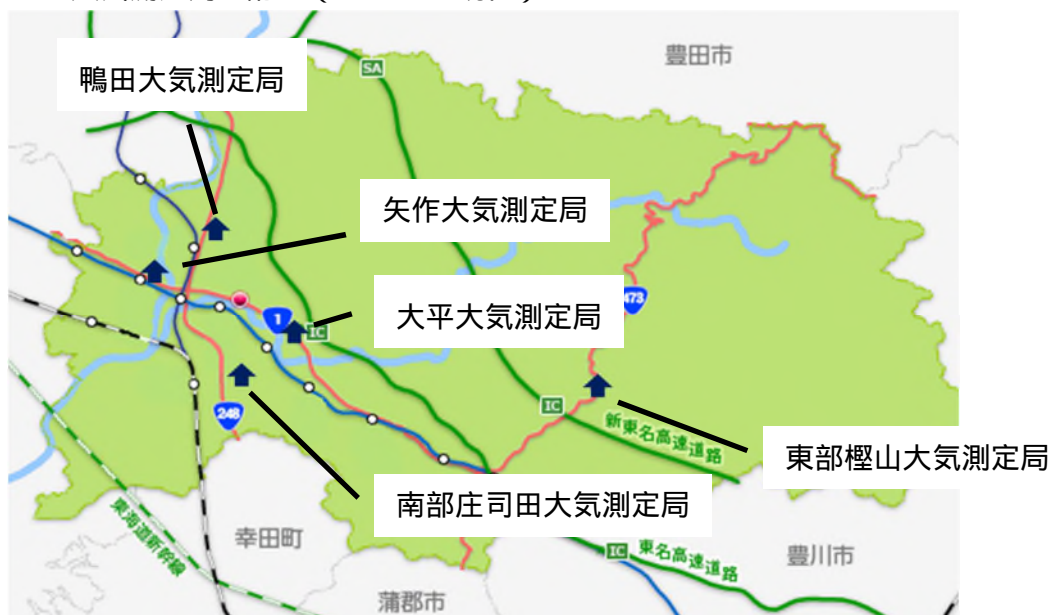 豊田市
SA
鴨田大気測定局
矢作大気測定局
大平大気測定局
1
IC
473
248
IC
新東名高速道路
東部樫山大気測定局
南部庄司田大気測定局
東海道新幹線
幸田町
IC
東名高速道路
豊川市
蒲郡市